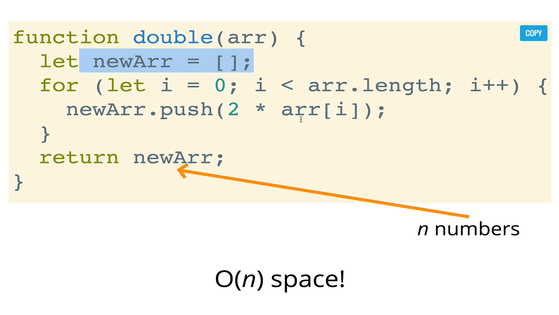 COPY
function double(arr) {
  let newArr = [];
  for (let i = 0; i < arr.length; i++) {
    newArr.push(2 * arr[i]);
  }
  return newArr;
}
n numbers
O(n) space!